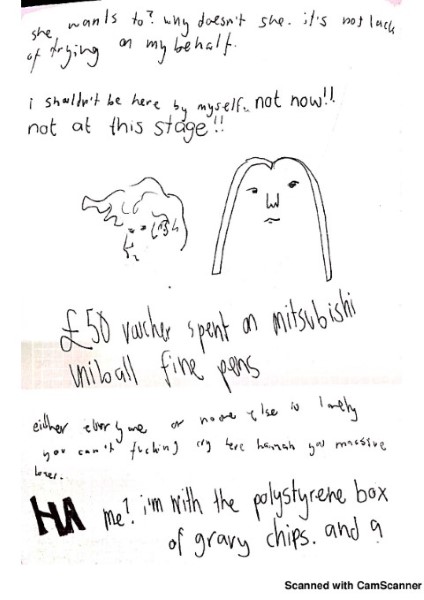 she wants to? why doesn't she. it's not lack
of trying on my behalf.
i shouldn't be here by myself. not now!!
not at this stage!!
£50 voucher spent on mitsubishi
uniball fine pens
either everyone or no one else is lonely
you can't fucking cry here hannah you massive
loser.
HA me? i'm with the polystyrene box
of gravy chips. and a
Scanned with CamScanner